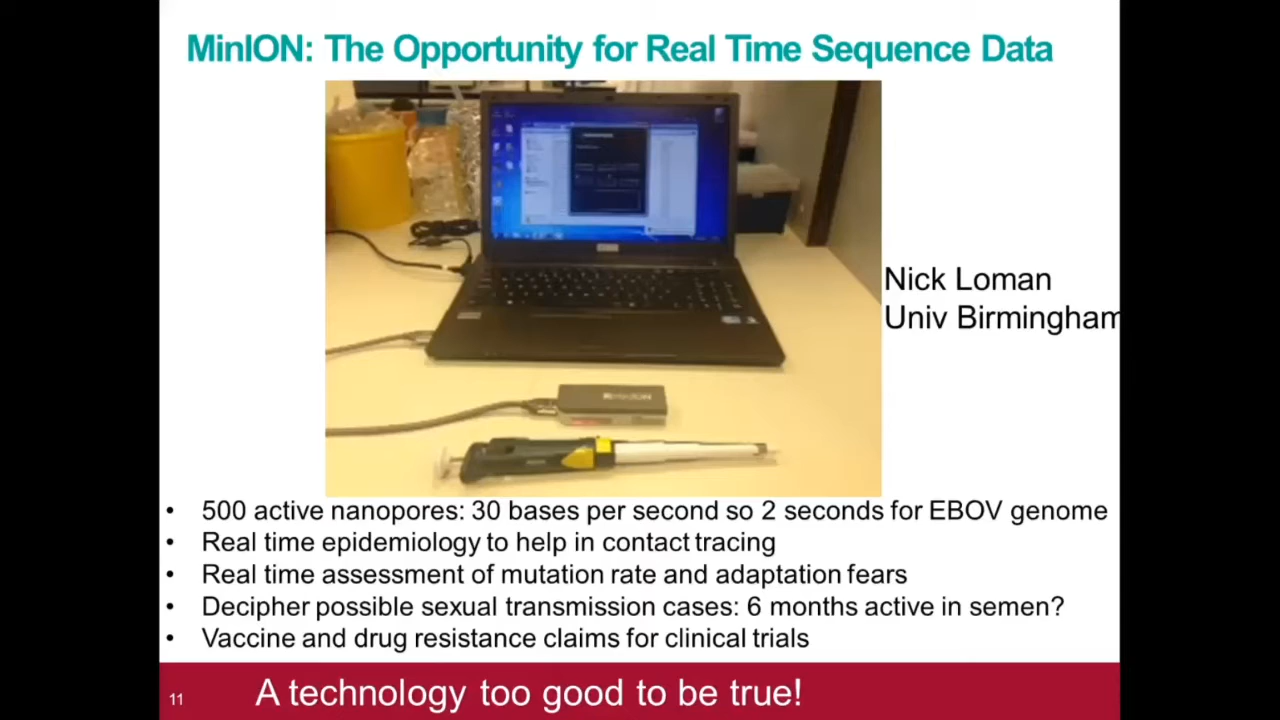 MinION: The Opportunity for Real Time Sequence Data
Nick Loman
Univ Birmingham
• 500 active nanopores: 30 bases per second so 2 seconds for EBOV genome
• Real time epidemiology to help in contact tracing
• Real time assessment of mutation rate and adaptation fears
• Decipher possible sexual transmission cases: 6 months active in semen?
• Vaccine and drug resistance claims for clinical trials
11
A technology too good to be true!